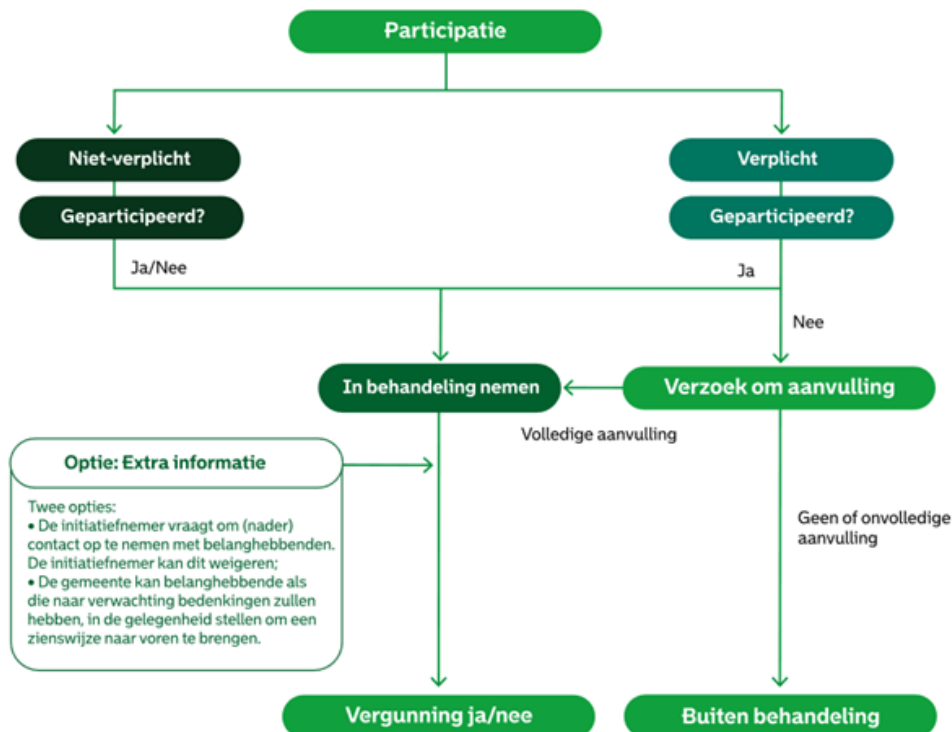 Participatie
Niet-verplicht
Verplicht
Geparticipeerd?
Geparticipeerd?
Ja/Nee
Ja
Nee
In behandeling nemen
Verzoek om aanvulling
Volledige aanvulling
Optie: Extra informatie
Twee opties:
• De initiatiefnemer vraagt om (nader)
contact op te nemen met belanghebbenden.
De initiatiefnemer kan dit weigeren;
• De gemeente kan belanghebbende als
die naar verwachting bedenkingen zullen
hebben, in de gelegenheid stellen om een
zienswijze naar voren te brengen.
Geen of onvolledige
aanvulling
Vergunning ja/nee
Buiten behandeling